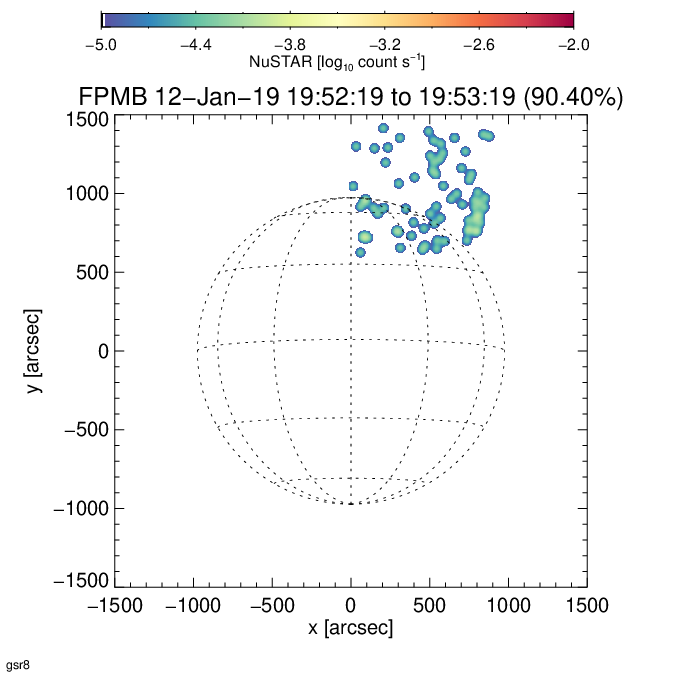 −5.0 −4.4 −3.8 −3.2 −2.6 −2.0
NuSTAR [log10 count s−1]
FPMB 12−Jan−19 19:52:19 to 19:53:19 (90.40%)
1500
1000
500
0
−500
−1000
−1500
y [arcsec]
−1500 −1000 −500 0 500 1000 1500
x [arcsec]
gsr8